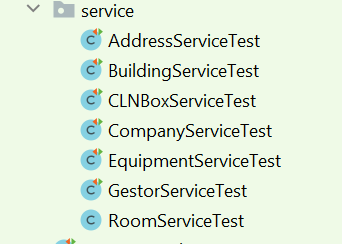 service
AddressServiceTest
BuildingServiceTest
CLNBoxServiceTest
CompanyServiceTest
EquipmentServiceTest
GestorServiceTest
RoomServiceTest